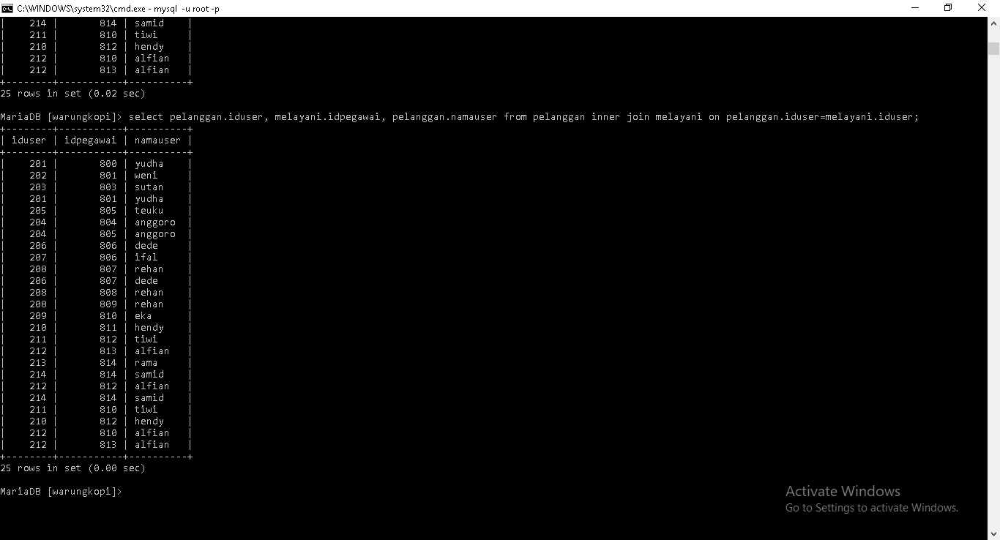 C:\WINDOWS\system32\cmd.exe - mysql -u root -p
|    214 |       814 | samid    |
|    211 |       810 | tiwi     |
|    210 |       812 | hendy    |
|    212 |       810 | alfian   |
|    212 |       813 | alfian   |
+--------+-----------+----------+
25 rows in set (0.02 sec)
MariaDB [warungkopi]> select pelanggan.iduser, melayani.idpegawai, pelanggan.namauser from pelanggan inner join melayani on pelanggan.iduser=melayani.iduser;
+--------+-----------+----------+
| iduser | idpegawai | namauser |
+--------+-----------+----------+
|    201 |       800 | yudha    |
|    202 |       801 | weni     |
|    203 |       803 | sutan    |
|    201 |       801 | yudha    |
|    205 |       805 | teuku    |
|    204 |       804 | anggoro  |
|    204 |       805 | anggoro  |
|    206 |       806 | dede     |
|    207 |       806 | ifal     |
|    208 |       807 | rehan    |
|    206 |       807 | dede     |
|    208 |       808 | rehan    |
|    208 |       809 | rehan    |
|    209 |       810 | eka      |
|    210 |       811 | hendy    |
|    211 |       812 | tiwi     |
|    212 |       813 | alfian   |
|    213 |       814 | rama     |
|    214 |       814 | samid    |
|    212 |       812 | alfian   |
|    214 |       814 | samid    |
|    211 |       810 | tiwi     |
|    210 |       812 | hendy    |
|    212 |       810 | alfian   |
|    212 |       813 | alfian   |
+--------+-----------+----------+
25 rows in set (0.00 sec)
MariaDB [warungkopi]>
Activate Windows
Go to Settings to activate Windows.